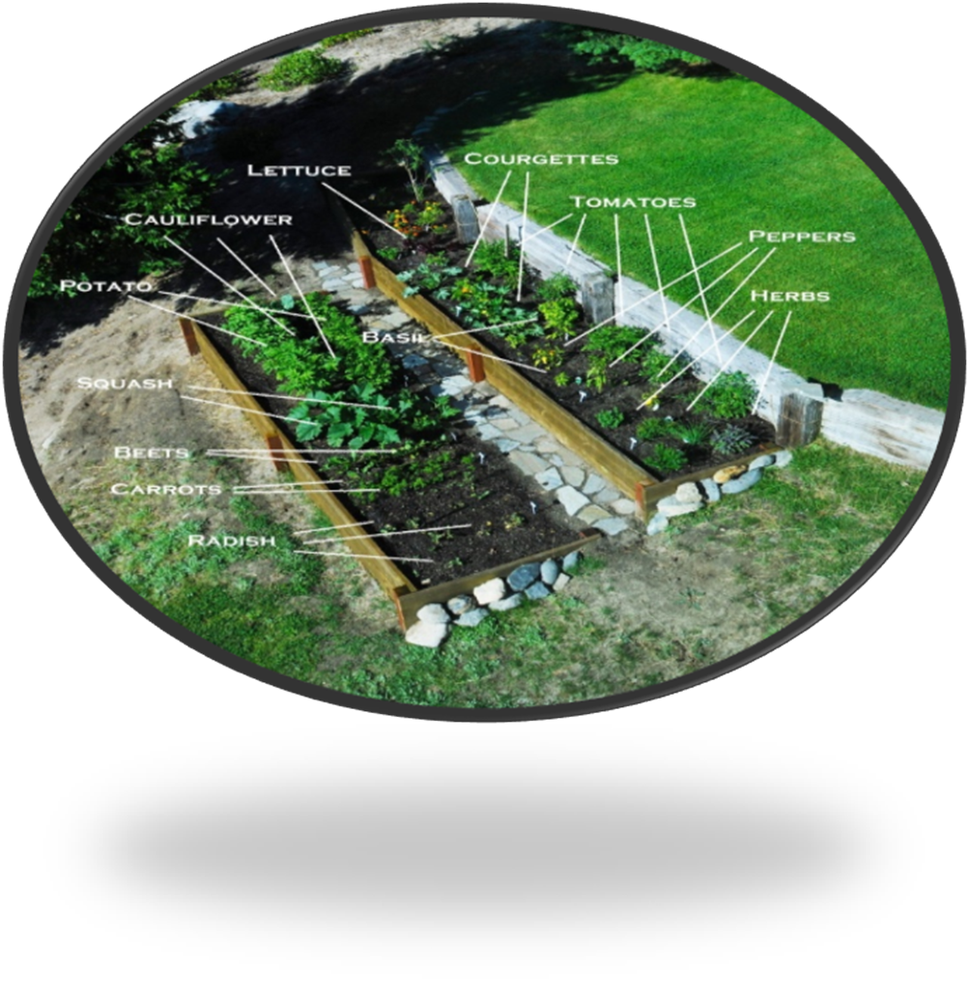 Courgettes
Lettuce
Tomatoes
Cauliflower
Peppers
Potato
Herbs
Basil
Squash
Beets
Carrots
Radish